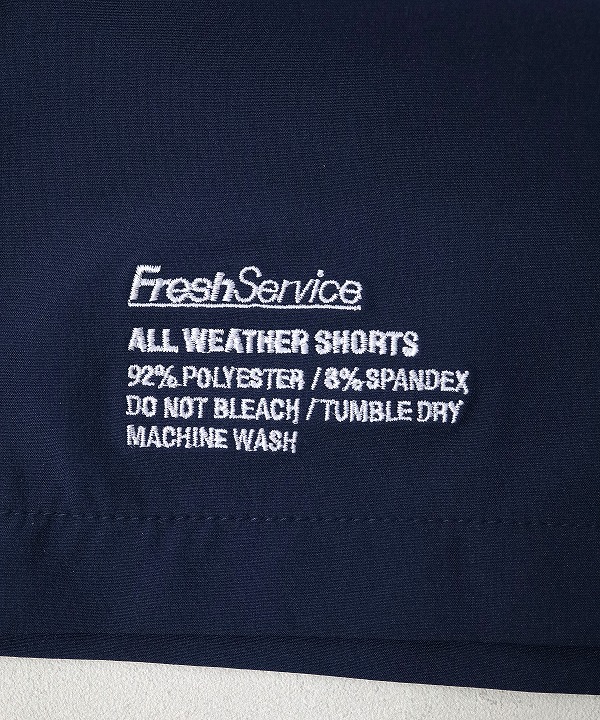 FreshService
ALL WEATHER SHORTS
92% POLYESTER / 8% SPANDEX
DO NOT BLEACH / TUMBLE DRY
MACHINE WASH